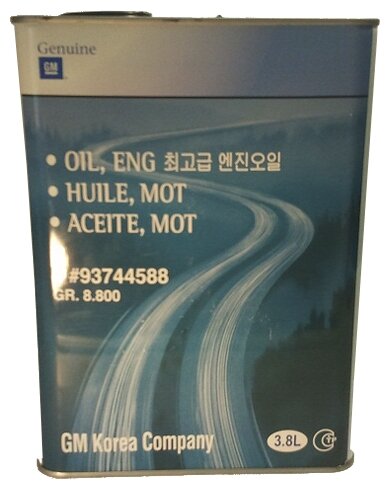 Genuine
GM
• OIL, ENG 최고급 엔진오일
• HUILE, MOT
• ACEITE, MOT
#93744588
GR. 8.800
GM Korea Company
3.8L